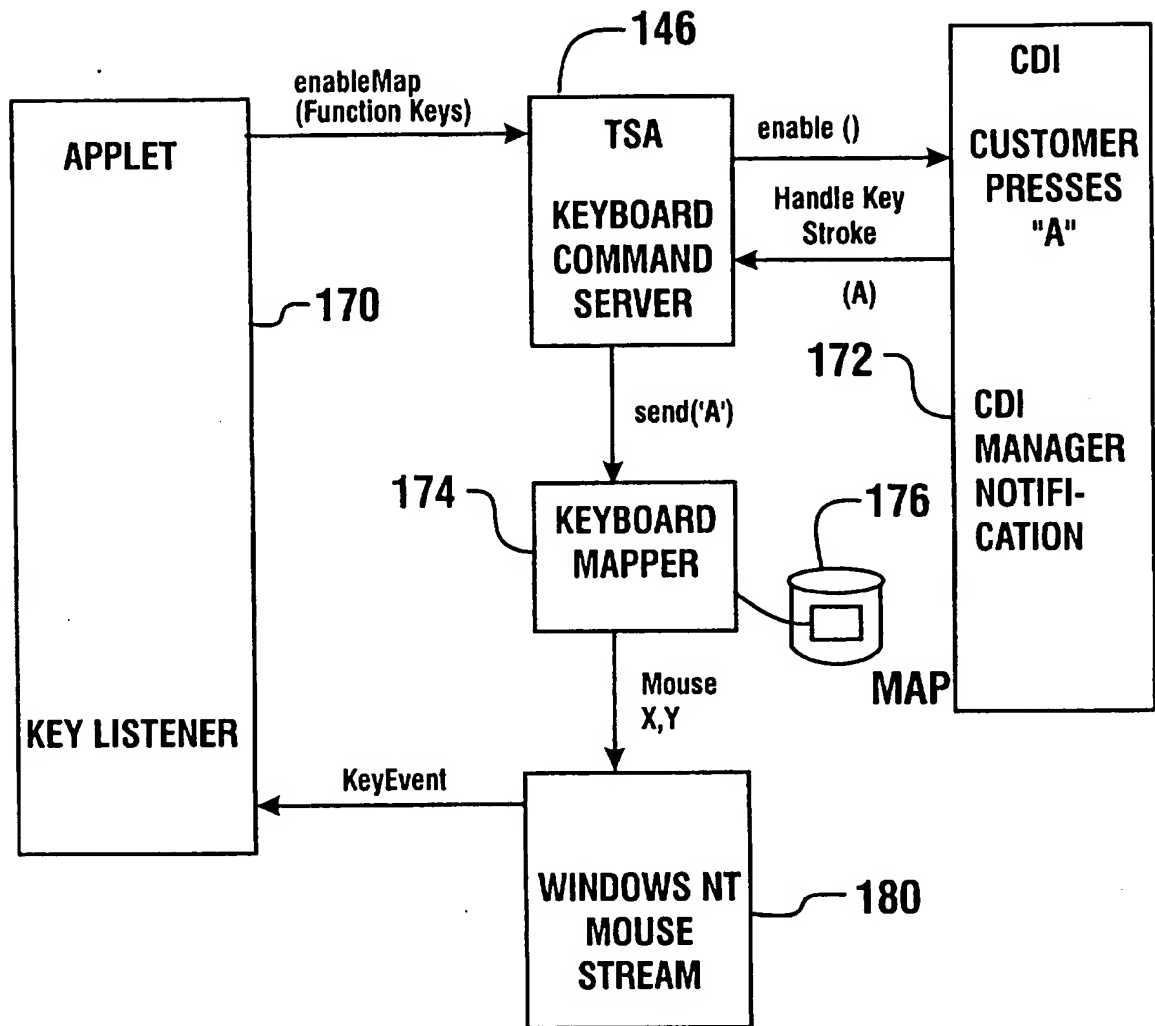 146
enableMap
(Function Keys)
APPLET
170
KEY LISTENER
TSA
KEYBOARD
COMMAND
SERVER
enable ()
Handle Key
Stroke
(A)
CDI
CUSTOMER
PRESSES
"A"
172
CDI
MANAGER
NOTIFI-
CATION
send('A')
174
KEYBOARD
MAPPER
176
MAP
Mouse
X,Y
KeyEvent
WINDOWS NT
MOUSE
STREAM
180